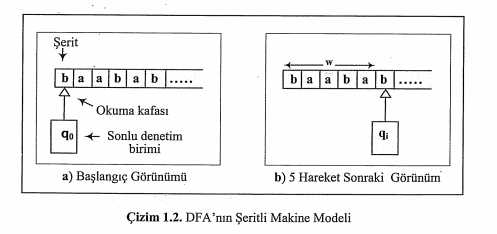 Şerit
b a a b a b .....
Okuma kafası
q0
Sonlu denetim
birimi
a) Başlangıç Görünümü
w
b a a b a b .....
qi
b) 5 Hareket Sonraki Görünüm
Çizim 1.2. DFA'nın Şeritli Makine Modeli